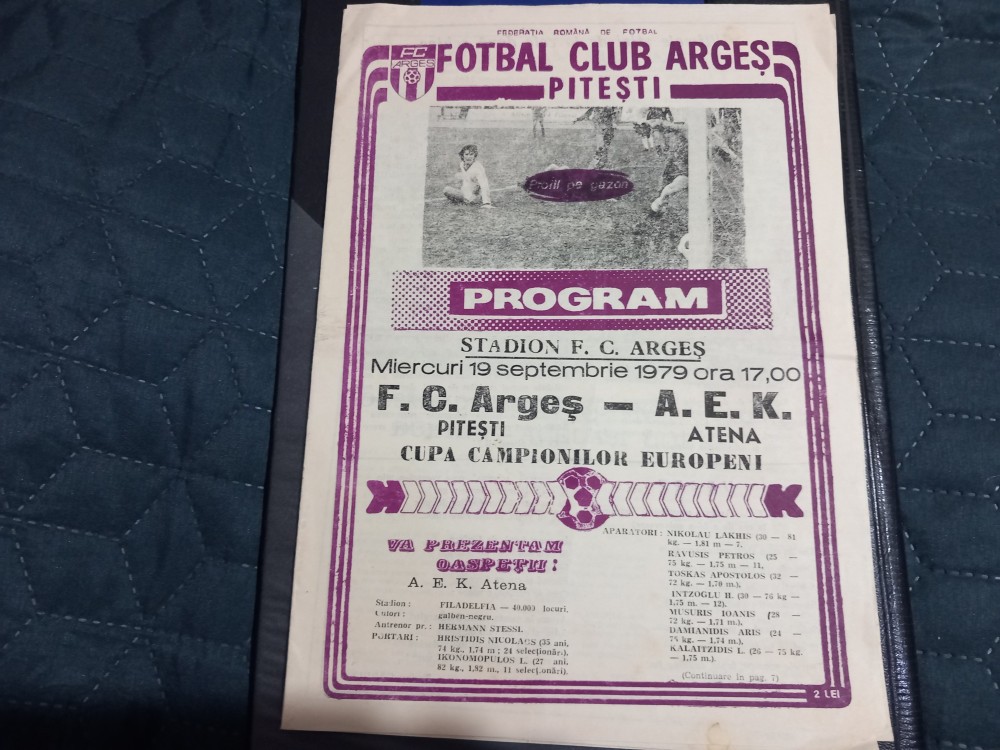 FEDERAȚIA ROMÂNĂ DE FOTBAL
FC
ARGEȘ
FOTBAL CLUB ARGEȘ
PITEȘTI
Profil pe gazon
PROGRAM
STADION F. C. ARGEȘ
Miercuri 19 septembrie 1979 ora 17,00
F. C. Argeş — A. E. K.
PITEȘTI ATENA
CUPA CAMPIONILOR EUROPENI
VA PREZENTAM
OASPEȚII :
A. E. K. Atena
Stadion : FILADELFIA — 40.000 locuri.
Culori : galben-negru.
Antrenor pr. : HERMANN STESSL.
PORTARI : HRISTIDIS NICOLAOS (35 ani,
74 kg., 1,74 m ; 24 selecționări.),
IKONOMOPULOS L. (27 ani,
82 kg., 1,82 m., 11 selecționări).
APARATORI : NIKOLAU LAKHIS (30 — 81
kg. — 1,81 m — 7,
RAVUSIS PETROS (25 —
75 kg. — 1,75 m — 11,
TOSKAS APOSTOLOS (32 —
72 kg. — 1,70 m.),
INTZOGLU H. (30 — 76 kg —
1,75 m. — 12),
MUSURIS IOANIS (28 —
72 kg. — 1,71 m.),
DAMIANIDIS ARIS (24 —
75 kg. — 1,74 m.),
KALAITZIDIS L. (26 — 75 kg.
— 1,75 m.).
(Continuare în pag. 7)
2 LEI